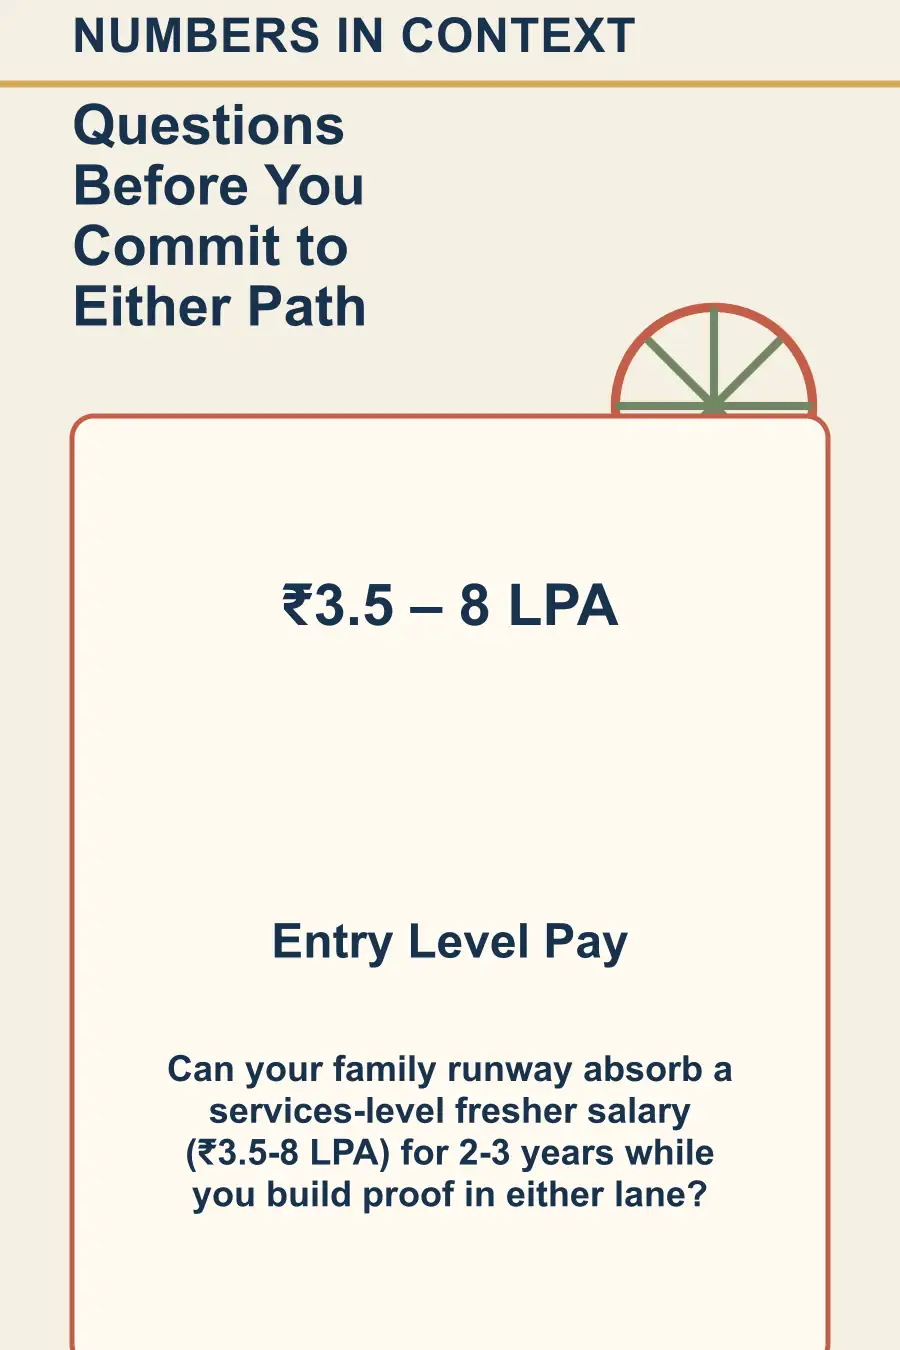 NUMBERS IN CONTEXT
Questions
Before You
Commit to
Either Path
₹3.5 – 8 LPA
Entry Level Pay
Can your family runway absorb a
services-level fresher salary
(₹3.5-8 LPA) for 2-3 years while
you build proof in either lane?